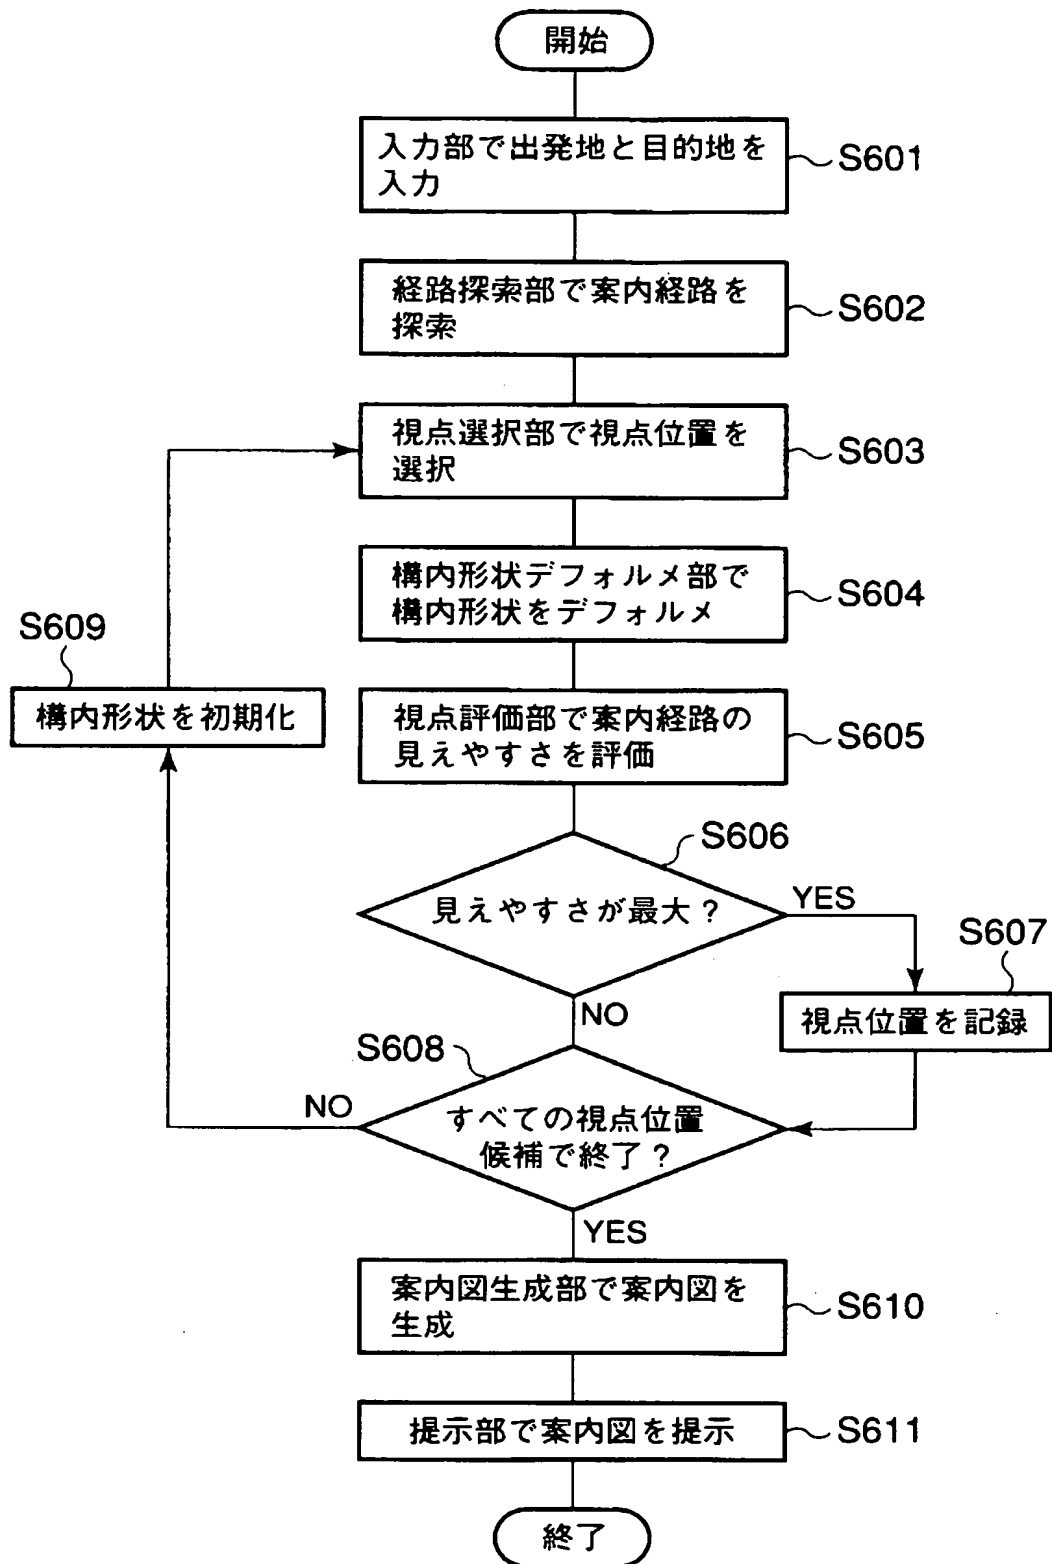 開始
入力部で出発地と目的地を
入力
S601
経路探索部で案内経路を
探索
S602
視点選択部で視点位置を
選択
S603
構内形状デフォルメ部で
構内形状をデフォルメ
S604
S609
構内形状を初期化
視点評価部で案内経路の
見えやすさを評価
S605
S606
見えやすさが最大？
YES
S607
視点位置を記録
NO
S608
NO
すべての視点位置
候補で終了？
YES
案内図生成部で案内図を
生成
S610
提示部で案内図を提示
S611
終了